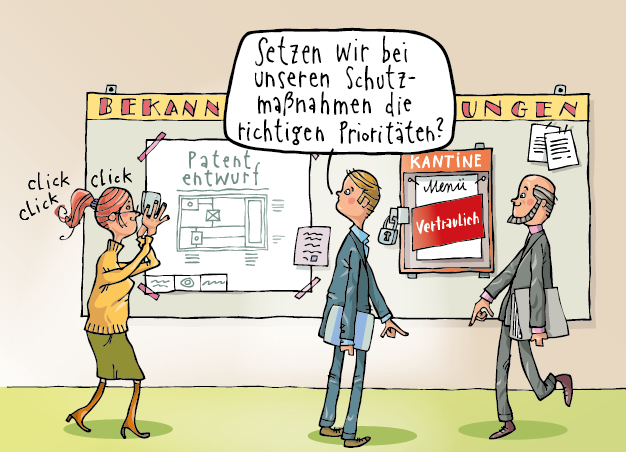 Setzen wir bei
unseren Schutz-
maßnahmen die
richtigen Prioritäten?
BEKANN
UNGEN
Patent
entwurf
click
click
click
KANTINE
Menü
Vertraulich